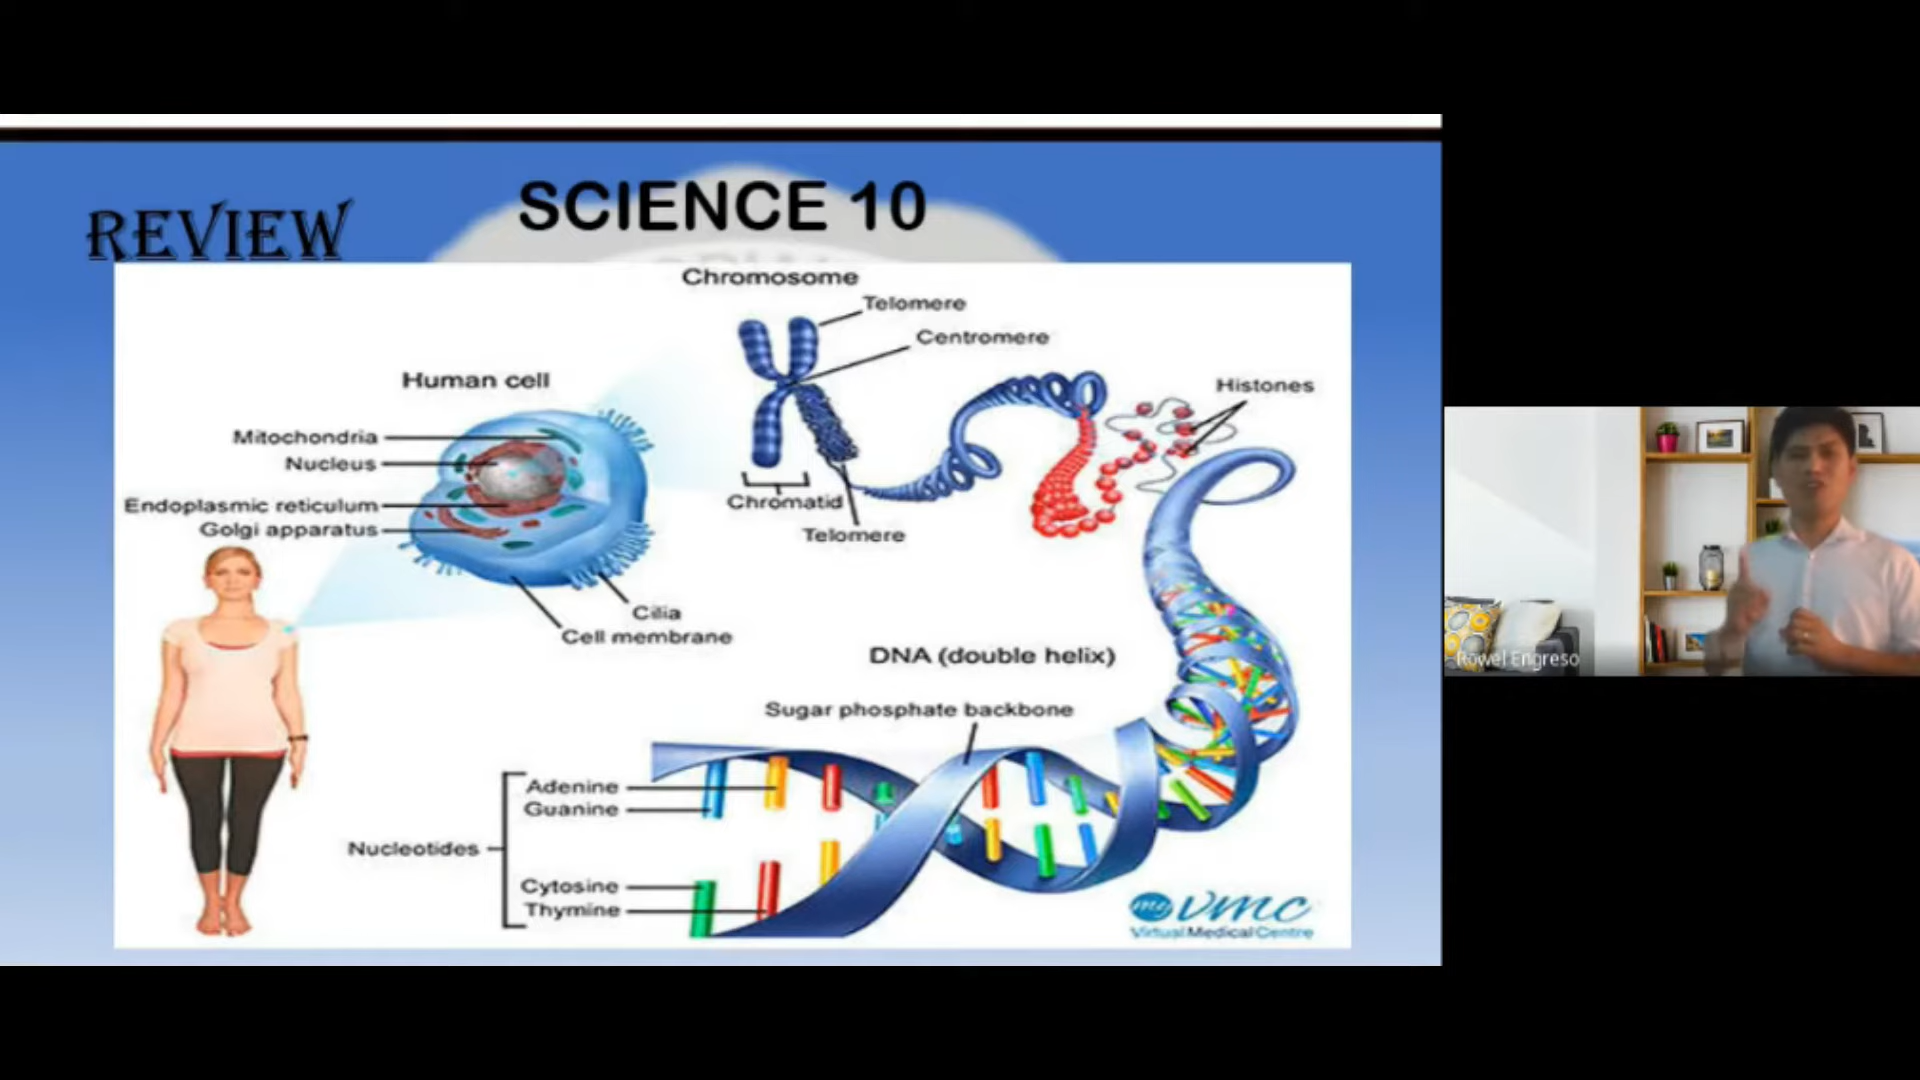 SCIENCE 10
REVIEW
Chromosome
Telomere
Centromere
Human cell
Histones
Mitochondria
Nucleus
Endoplasmic reticulum
Golgi apparatus
Chromatid
Telomere
Cilia
Cell membrane
DNA (double helix)
Sugar phosphate backbone
Adenine
Guanine
Nucleotides
Cytosine
Thymine
my vmc
Virtual Medical Centre
Rowel Engreso